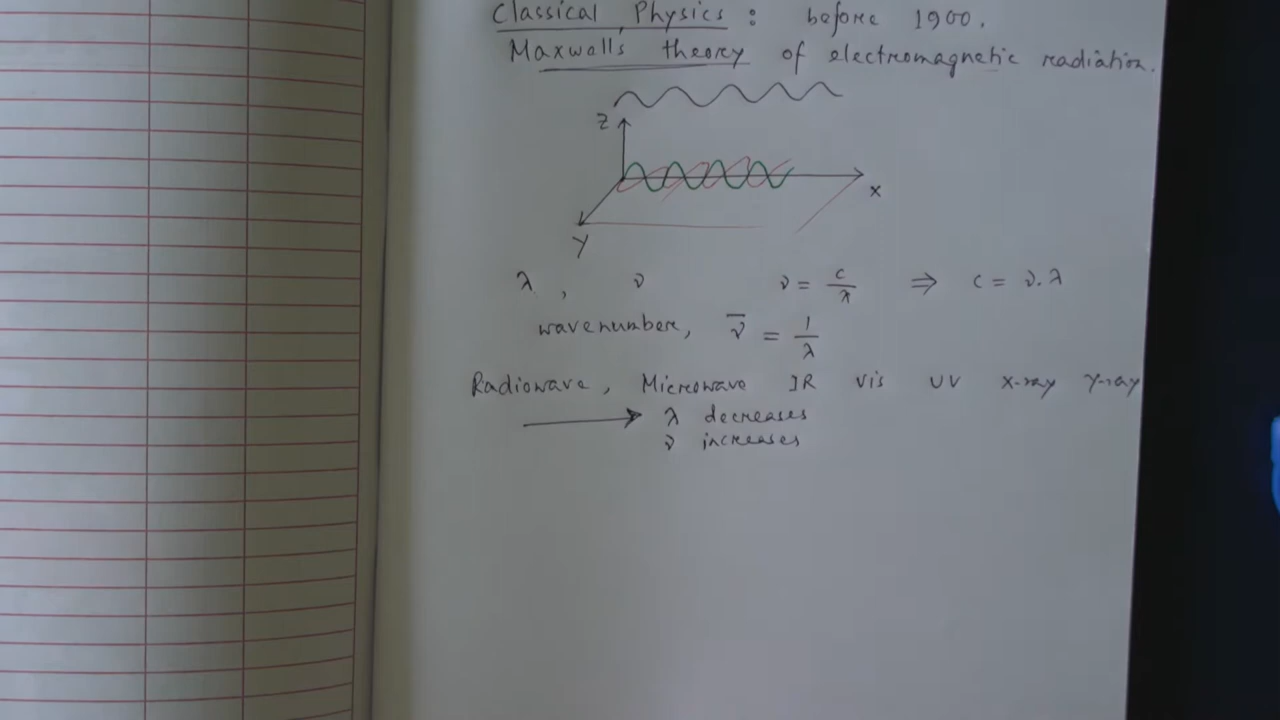 Classical Physics : before 1900.
Maxwalls theory of electromagnetic radiation.
Z
X
Y
λ , ν ν = c/λ ⇒ c = ν.λ
wavenumber, ν̅ = 1/λ
Radiowave, Microwave IR Vis UV X-ray γ-ray
⟶ λ decreases
ν increases